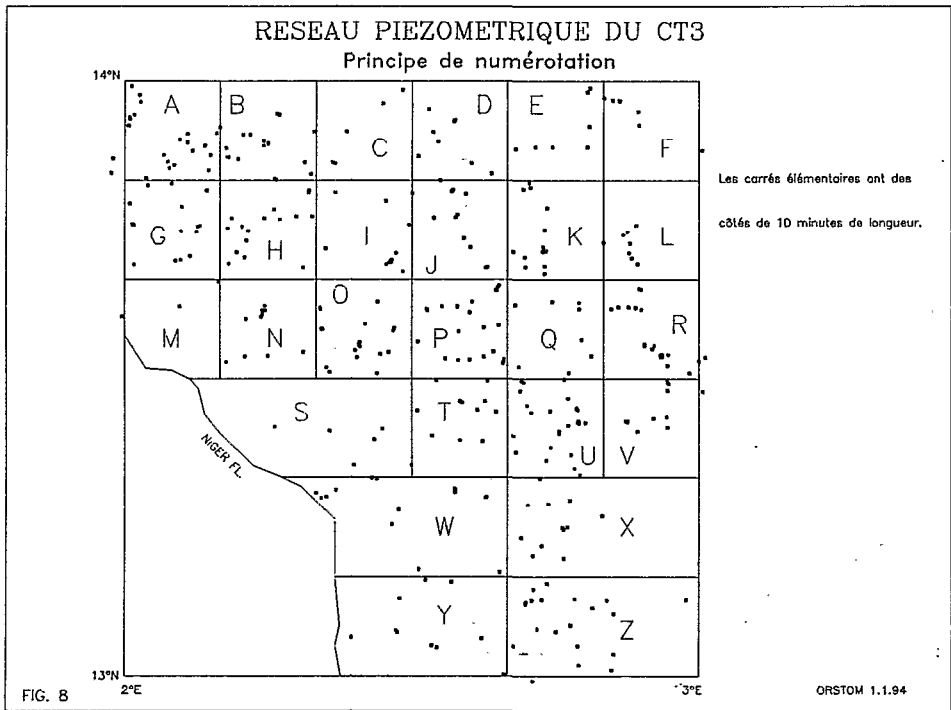 RESEAU PIEZOMETRIQUE DU CT3
Principe de numérotation
14°N
A B C D E F
Les carrés élémentaires ont des
côtés de 10 minutes de longueur.
G H I J K L
M N O P Q R
S T U V
NIGER FL.
W X
Y Z
13°N
2°E
3°E
FIG. 8
ORSTOM 1.1.94